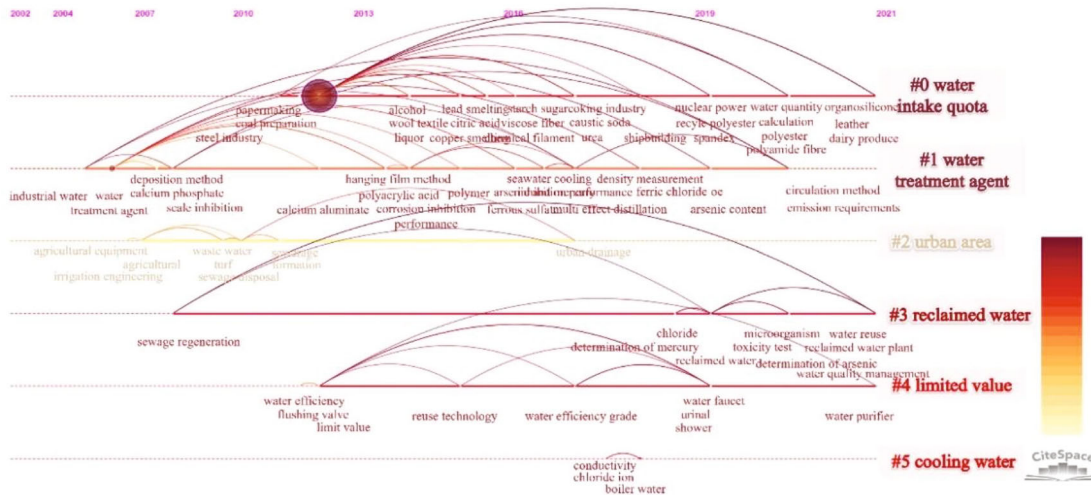 2002 2004 2007 2010 2013 2016 2019 2021
#0 water
intake quota
papermaking alcohol lead smelting starch sugar coking industry nuclear power water quantity organosilicone
coal preparation wool textile citric acid viscose fiber caustic soda recyle polyester calculation leather
steel industry liquor copper smelting chemical filament urea shipbuilding spandex polyester dairy produce
polyamide fibre
#1 water
treatment agent
deposition method hanging film method seawater cooling density measurement
industrial water water calcium phosphate polyacrylic acid polymer performance ferric chloride circulation method
treatment agent scale inhibition calcium aluminate corrosion inhibition ferrous sulfate multi effect distillation arsenic content emission requirements
performance
#2 urban area
agricultural equipment waste water sewerage urban drainage
agricultural turf formation
irrigation engineering sewage disposal
#3 reclaimed water
sewage regeneration chloride microorganism water reuse
determination of mercury toxicity test reclaimed water plant
reclaimed water determination of arsenic
water quality management
#4 limited value
water efficiency water faucet
flushing valve reuse technology water efficiency grade urinal water purifier
limit value shower
#5 cooling water
conductivity
chloride ion
boiler water
CiteSpace